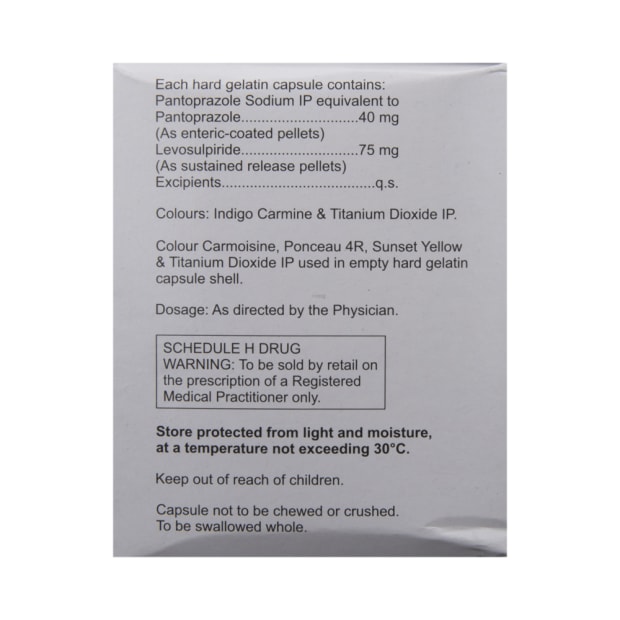 Each hard gelatin capsule contains:
Pantoprazole Sodium IP equivalent to
Pantoprazole.............................40 mg
(As enteric-coated pellets)
Levosulpiride.............................75 mg
(As sustained release pellets)
Excipients.....................................q.s.
Colours: Indigo Carmine & Titanium Dioxide IP.
Colour Carmoisine, Ponceau 4R, Sunset Yellow
& Titanium Dioxide IP used in empty hard gelatin
capsule shell.
Dosage: As directed by the Physician.
SCHEDULE H DRUG
WARNING: To be sold by retail on
the prescription of a Registered
Medical Practitioner only.
Store protected from light and moisture,
at a temperature not exceeding 30°C.
Keep out of reach of children.
Capsule not to be chewed or crushed.
To be swallowed whole.